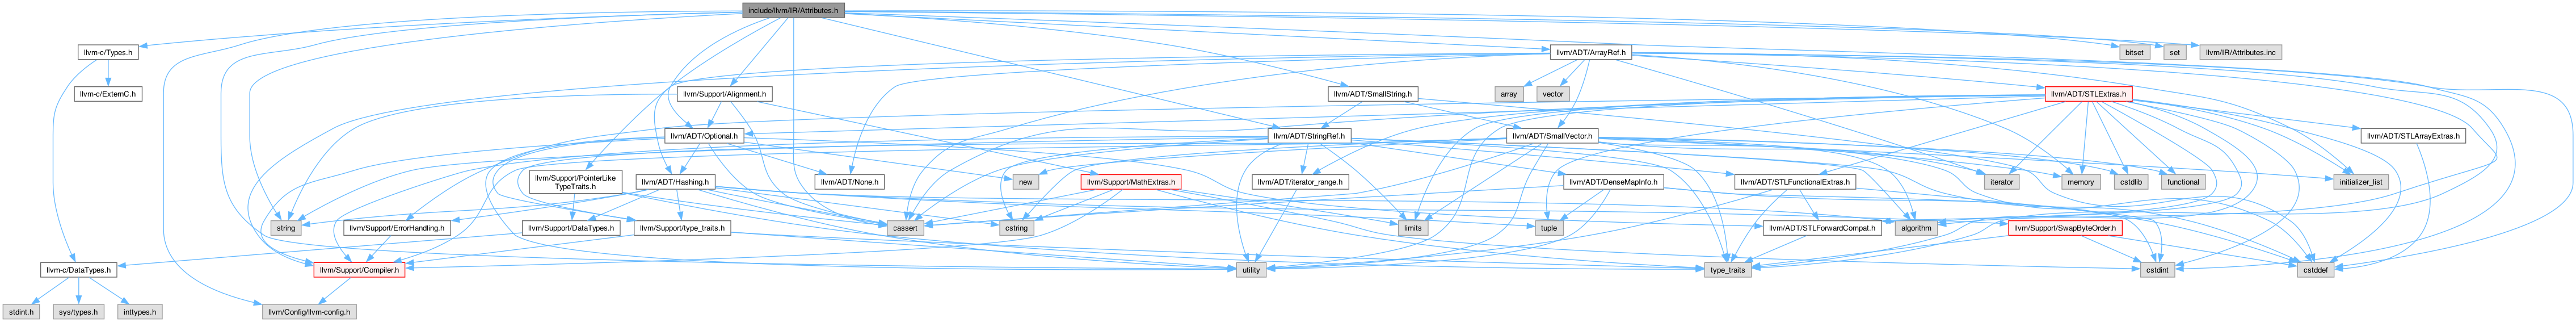 include/llvm/IR/Attributes.h
llvm-c/Types.h
llvm/ADT/ArrayRef.h
bitset
set
llvm/IR/Attributes.inc
llvm-c/ExternC.h
llvm/Support/Alignment.h
llvm/ADT/SmallString.h
array
vector
llvm/ADT/STLExtras.h
llvm/ADT/Optional.h
llvm/ADT/StringRef.h
llvm/ADT/SmallVector.h
llvm/ADT/STLArrayExtras.h
llvm/Support/PointerLike
TypeTraits.h
llvm/ADT/Hashing.h
llvm/ADT/None.h
new
llvm/Support/MathExtras.h
llvm/ADT/iterator_range.h
llvm/ADT/DenseMapInfo.h
llvm/ADT/STLFunctionalExtras.h
iterator
memory
cstdlib
functional
initializer_list
string
llvm/Support/ErrorHandling.h
llvm/Support/DataTypes.h
llvm/Support/type_traits.h
cassert
cstring
limits
tuple
algorithm
llvm/ADT/STLForwardCompat.h
llvm/Support/SwapByteOrder.h
llvm-c/DataTypes.h
llvm/Support/Compiler.h
utility
type_traits
cstdint
cstddef
stdint.h
sys/types.h
inttypes.h
llvm/Config/llvm-config.h